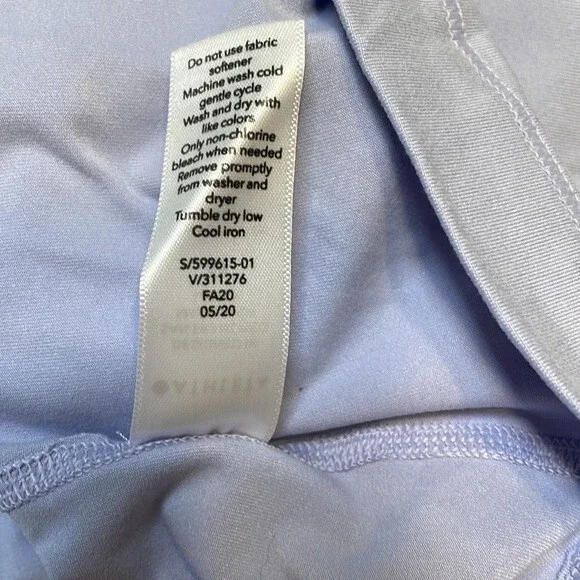 Do not use fabric
softener
Machine wash cold
gentle cycle
Wash and dry with
like colors
Only non-chlorine
bleach when needed
Remove promptly
from washer and
dryer
Tumble dry low
Cool iron
S/599615-01
V/311276
FA20
05/20